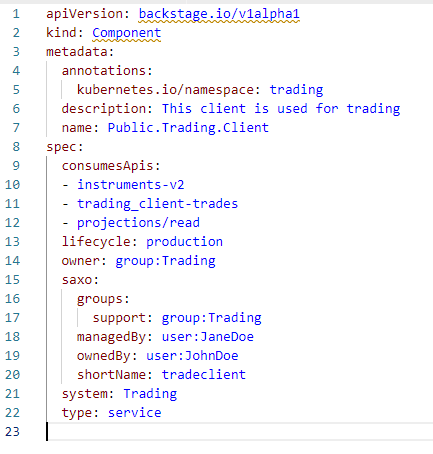 1 apiVersion: backstage.io/v1alpha1
2 kind: Component
3 metadata:
4   annotations:
5     kubernetes.io/namespace: trading
6   description: This client is used for trading
7   name: Public.Trading.Client
8 spec:
9   consumesApis:
10   - instruments-v2
11   - trading_client-trades
12   - projections/read
13   lifecycle: production
14   owner: group:Trading
15   saxo:
16     groups:
17       support: group:Trading
18     managedBy: user:JaneDoe
19     ownedBy: user:JohnDoe
20     shortName: tradeclient
21   system: Trading
22   type: service
23